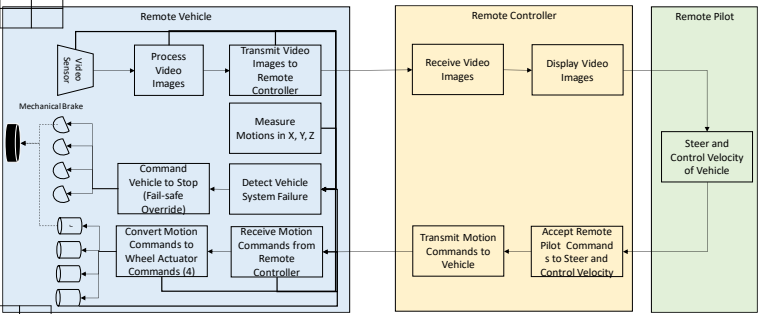 Remote Vehicle
Remote Controller
Remote Pilot
Video
Sensor
Process
Video
Images
Transmit Video
Images to
Remote
Controller
Receive Video
Images
Display Video
Images
Mechanical Brake
Measure
Motions in X, Y, Z
Steer and
Control Velocity
of Vehicle
Command
Vehicle to Stop
(Fail-safe
Override)
Detect Vehicle
System Failure
Convert Motion
Commands to
Wheel Actuator
Commands (4)
Receive Motion
Commands from
Remote
Controller
Transmit Motion
Commands to
Vehicle
Accept Remote
Pilot Command
s to Steer and
Control Velocity